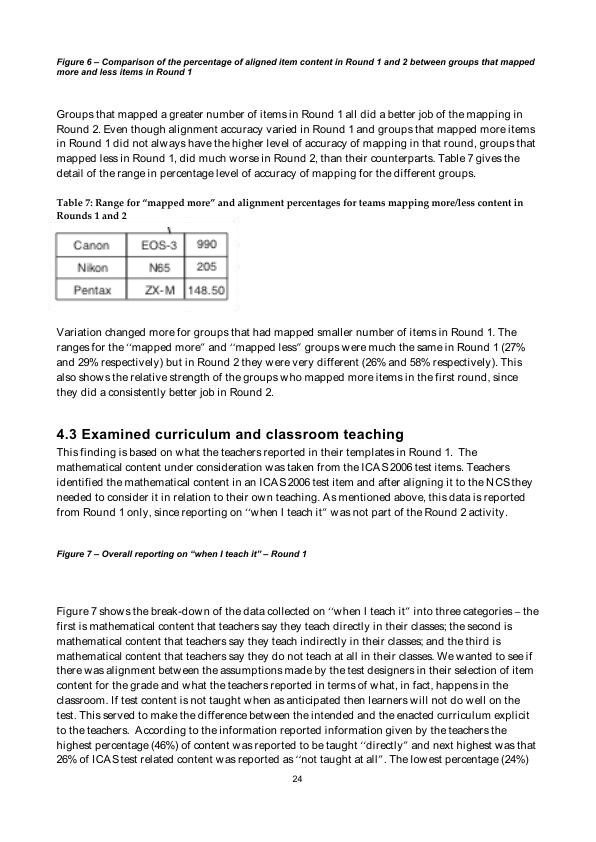 Figure 6 – Comparison of the percentage of aligned item content in Round 1 and 2 between groups that mapped
more and less items in Round 1
Groups that mapped a greater number of items in Round 1 all did a better job of the mapping in
Round 2. Even though alignment accuracy varied in Round 1 and groups that mapped more items
in Round 1 did not always have the higher level of accuracy of mapping in that round, groups that
mapped less in Round 1, did much worse in Round 2, than their counterparts. Table 7 gives the
detail of the range in percentage level of accuracy of mapping for the different groups.
Table 7: Range for “mapped more” and alignment percentages for teams mapping more/less content in
Rounds 1 and 2
Canon EOS-3 990
Nikon N65 205
Pentax ZX-M 148.50
Variation changed more for groups that had mapped smaller number of items in Round 1. The
ranges for the “mapped more” and “mapped less” groups were much the same in Round 1 (27%
and 29% respectively) but in Round 2 they were very different (26% and 58% respectively). This
also shows the relative strength of the groups who mapped more items in the first round, since
they did a consistently better job in Round 2.
4.3 Examined curriculum and classroom teaching
This finding is based on what the teachers reported in their templates in Round 1. The
mathematical content under consideration was taken from the ICAS 2006 test items. Teachers
identified the mathematical content in an ICAS 2006 test item and after aligning it to the NCS they
needed to consider it in relation to their own teaching. As mentioned above, this data is reported
from Round 1 only, since reporting on “when I teach it” was not part of the Round 2 activity.
Figure 7 – Overall reporting on “when I teach it” – Round 1
Figure 7 shows the break-down of the data collected on “when I teach it” into three categories – the
first is mathematical content that teachers say they teach directly in their classes; the second is
mathematical content that teachers say they teach indirectly in their classes; and the third is
mathematical content that teachers say they do not teach at all in their classes. We wanted to see if
there was alignment between the assumptions made by the test designers in their selection of item
content for the grade and what the teachers reported in terms of what, in fact, happens in the
classroom. If test content is not taught when as anticipated then learners will not do well on the
test. This served to make the difference between the intended and the enacted curriculum explicit
to the teachers. According to the information reported information given by the teachers the
highest percentage (46%) of content was reported to be taught “directly” and next highest was that
26% of ICAS test related content was reported as “not taught at all”. The lowest percentage (24%)
24